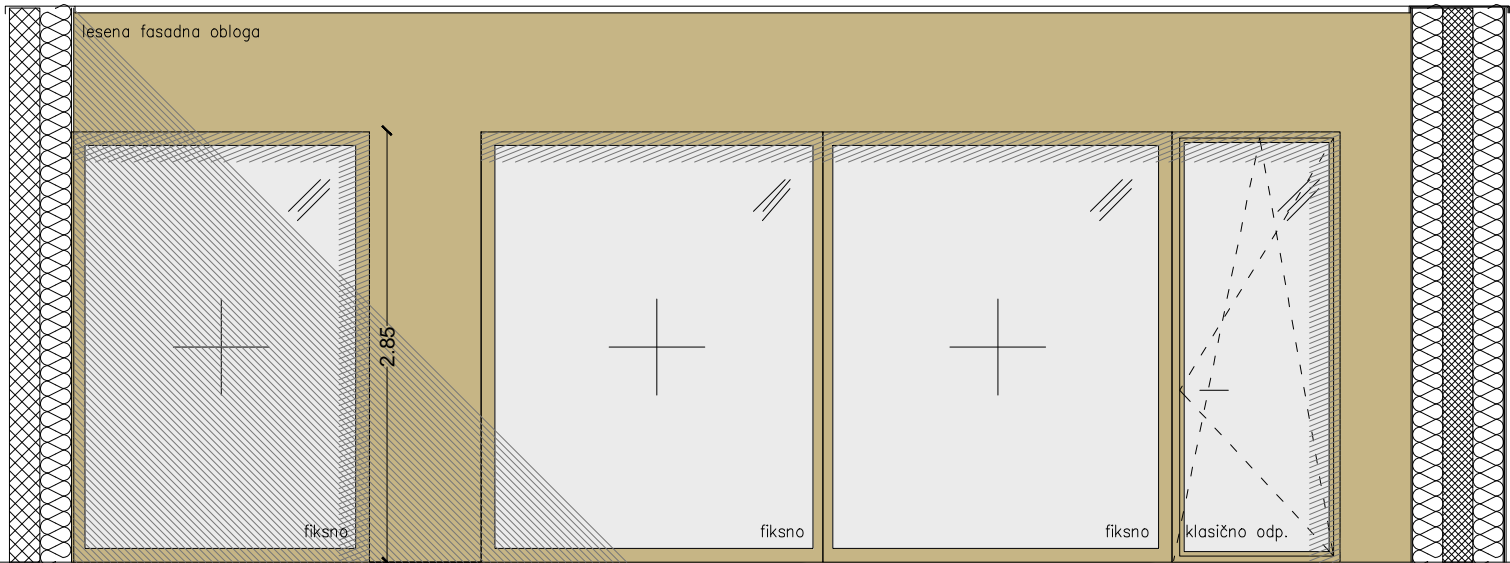 lesena fasadna obloga
2.85
fiksno
fiksno
fiksno
klasično odp.